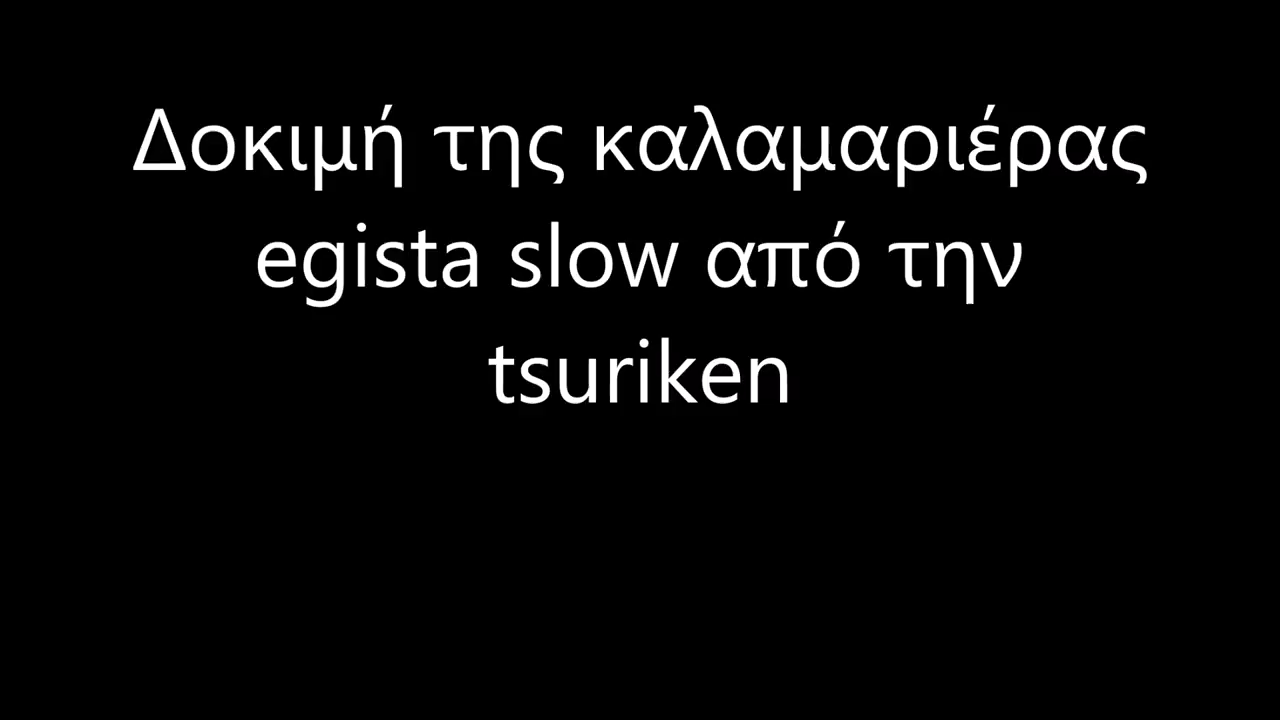 Δοκιμή της καλαμαριέρας
egista slow από την
tsuriken